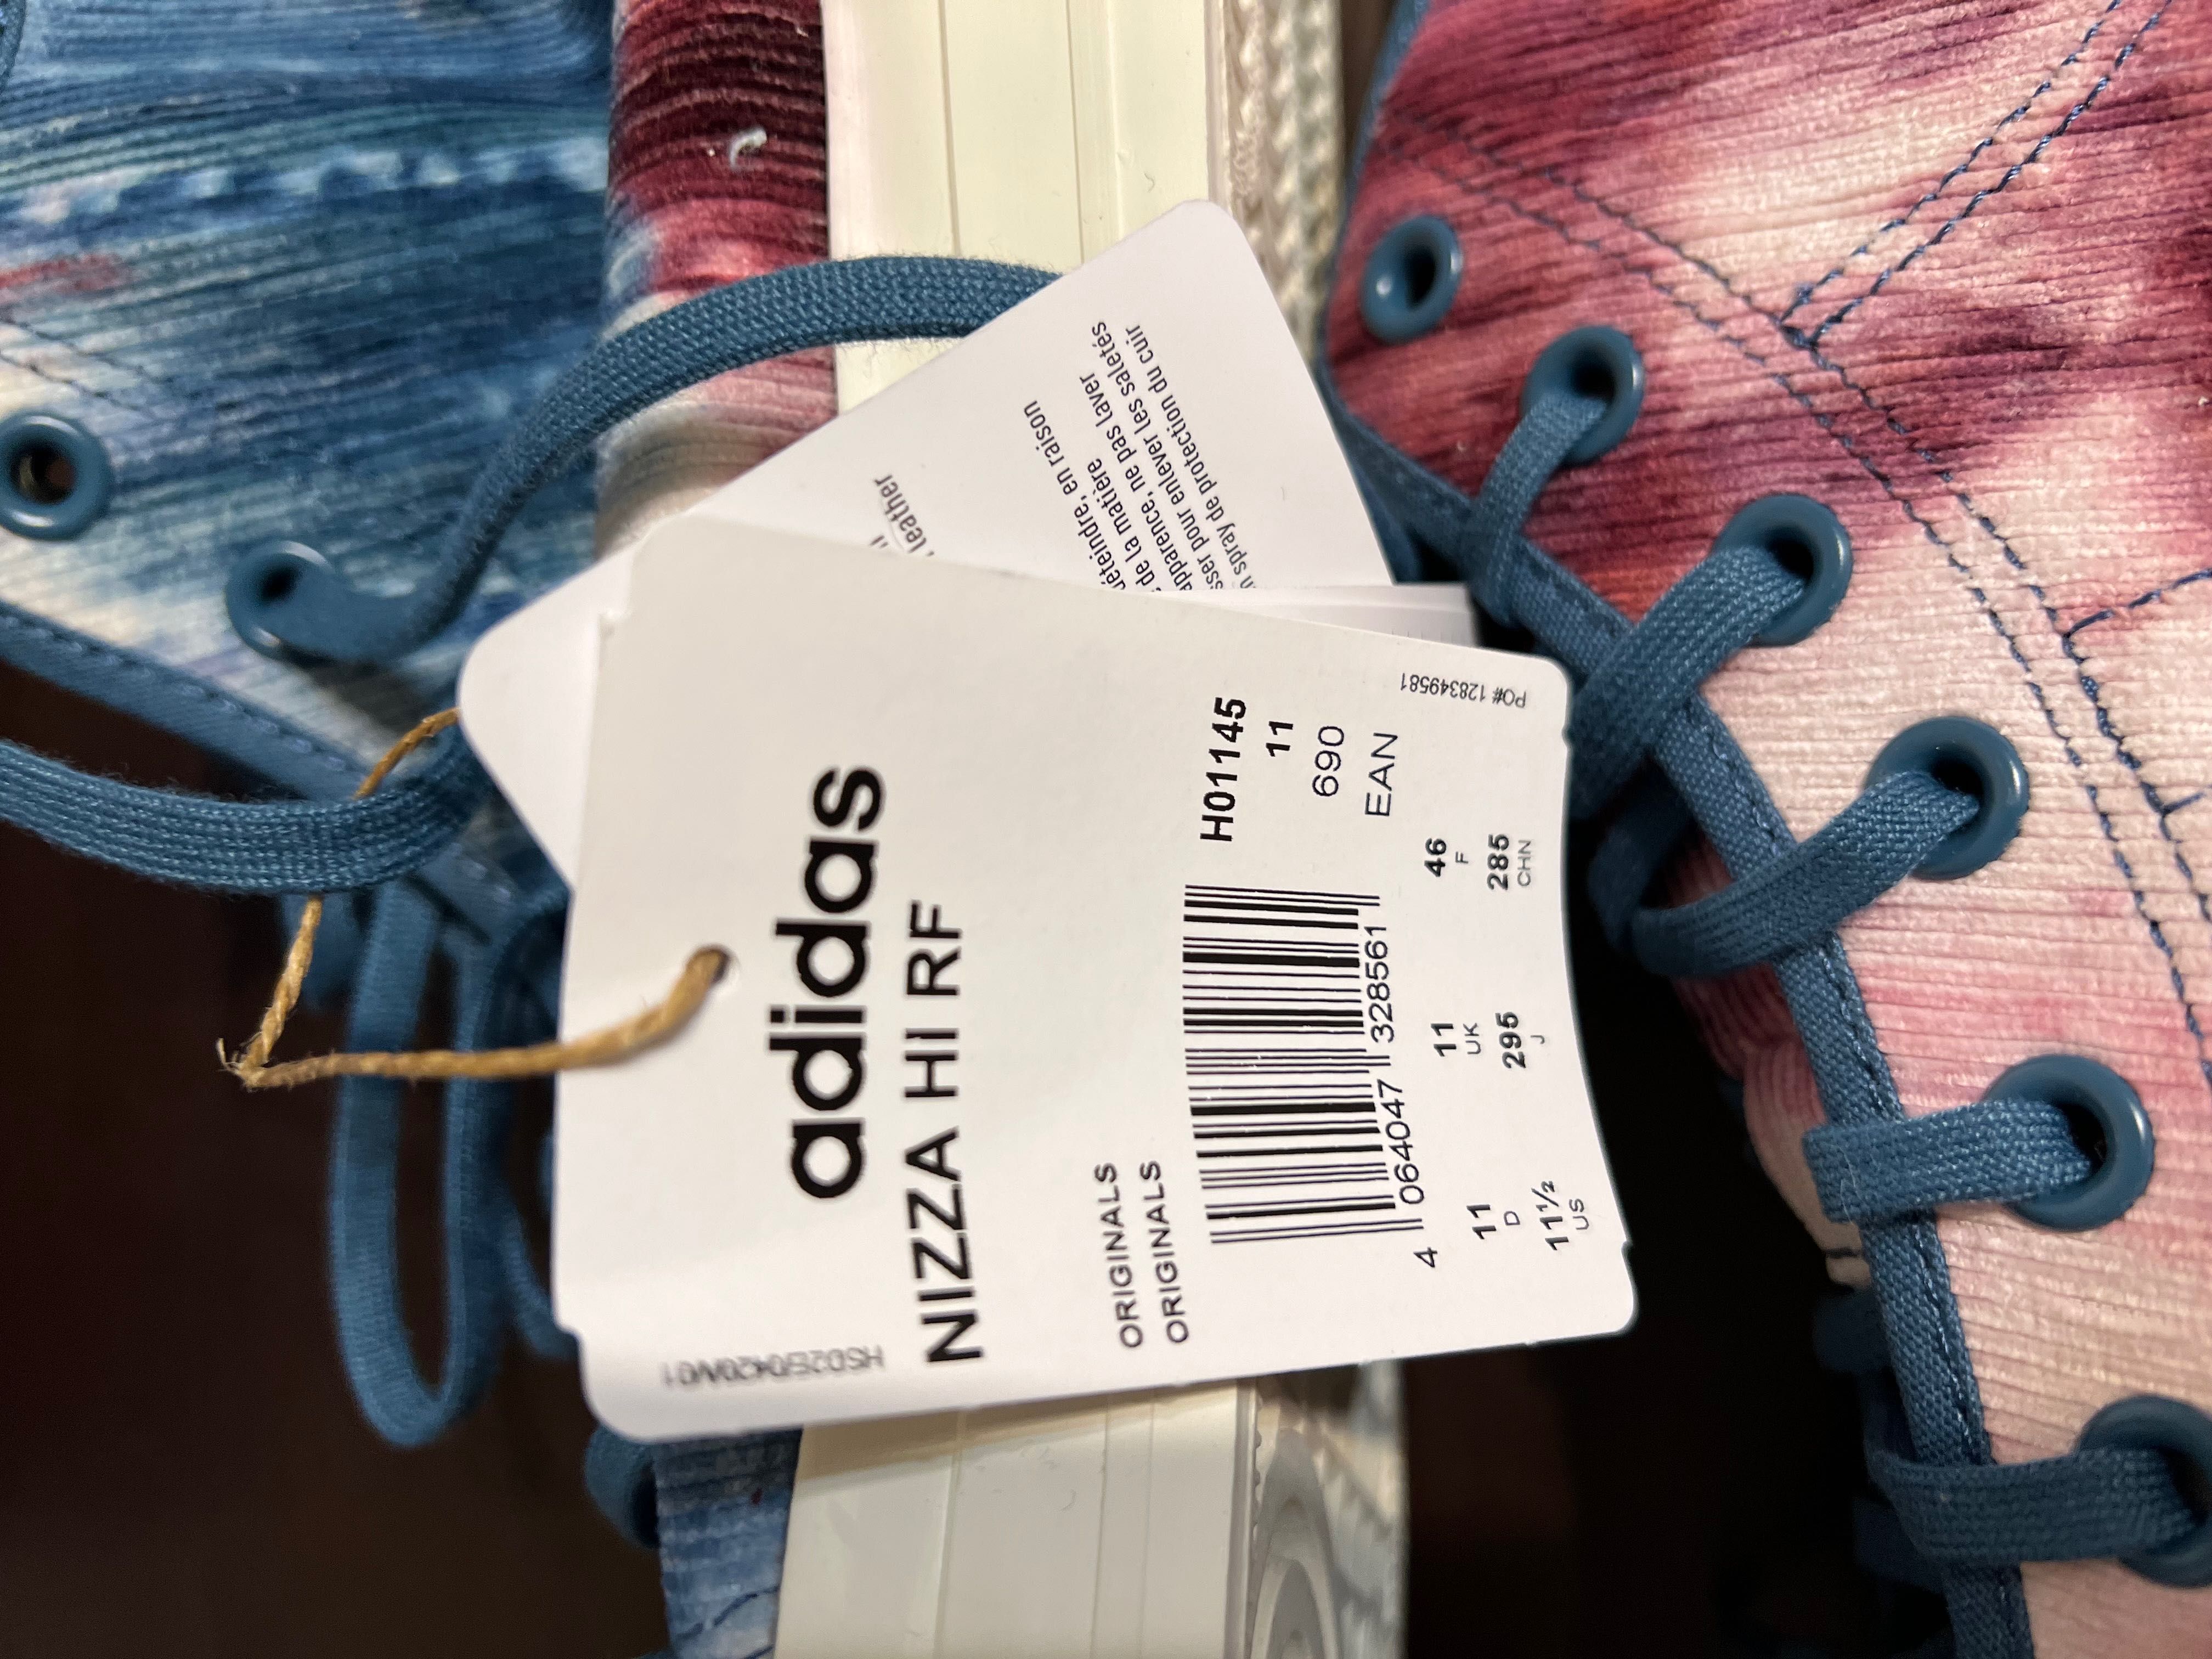 adidas
NIZZA HI RF
ORIGINALS
ORIGINALS
H01145
11
690
EAN
4 064047 328561
11 D
11 UK
46 F
11½ US
295 J
285 CHN
PO# 128349581
leather
déteindre, en raison
de la matière
apparence, ne pas laver
pour enlever les saletés
spray de protection du cuir